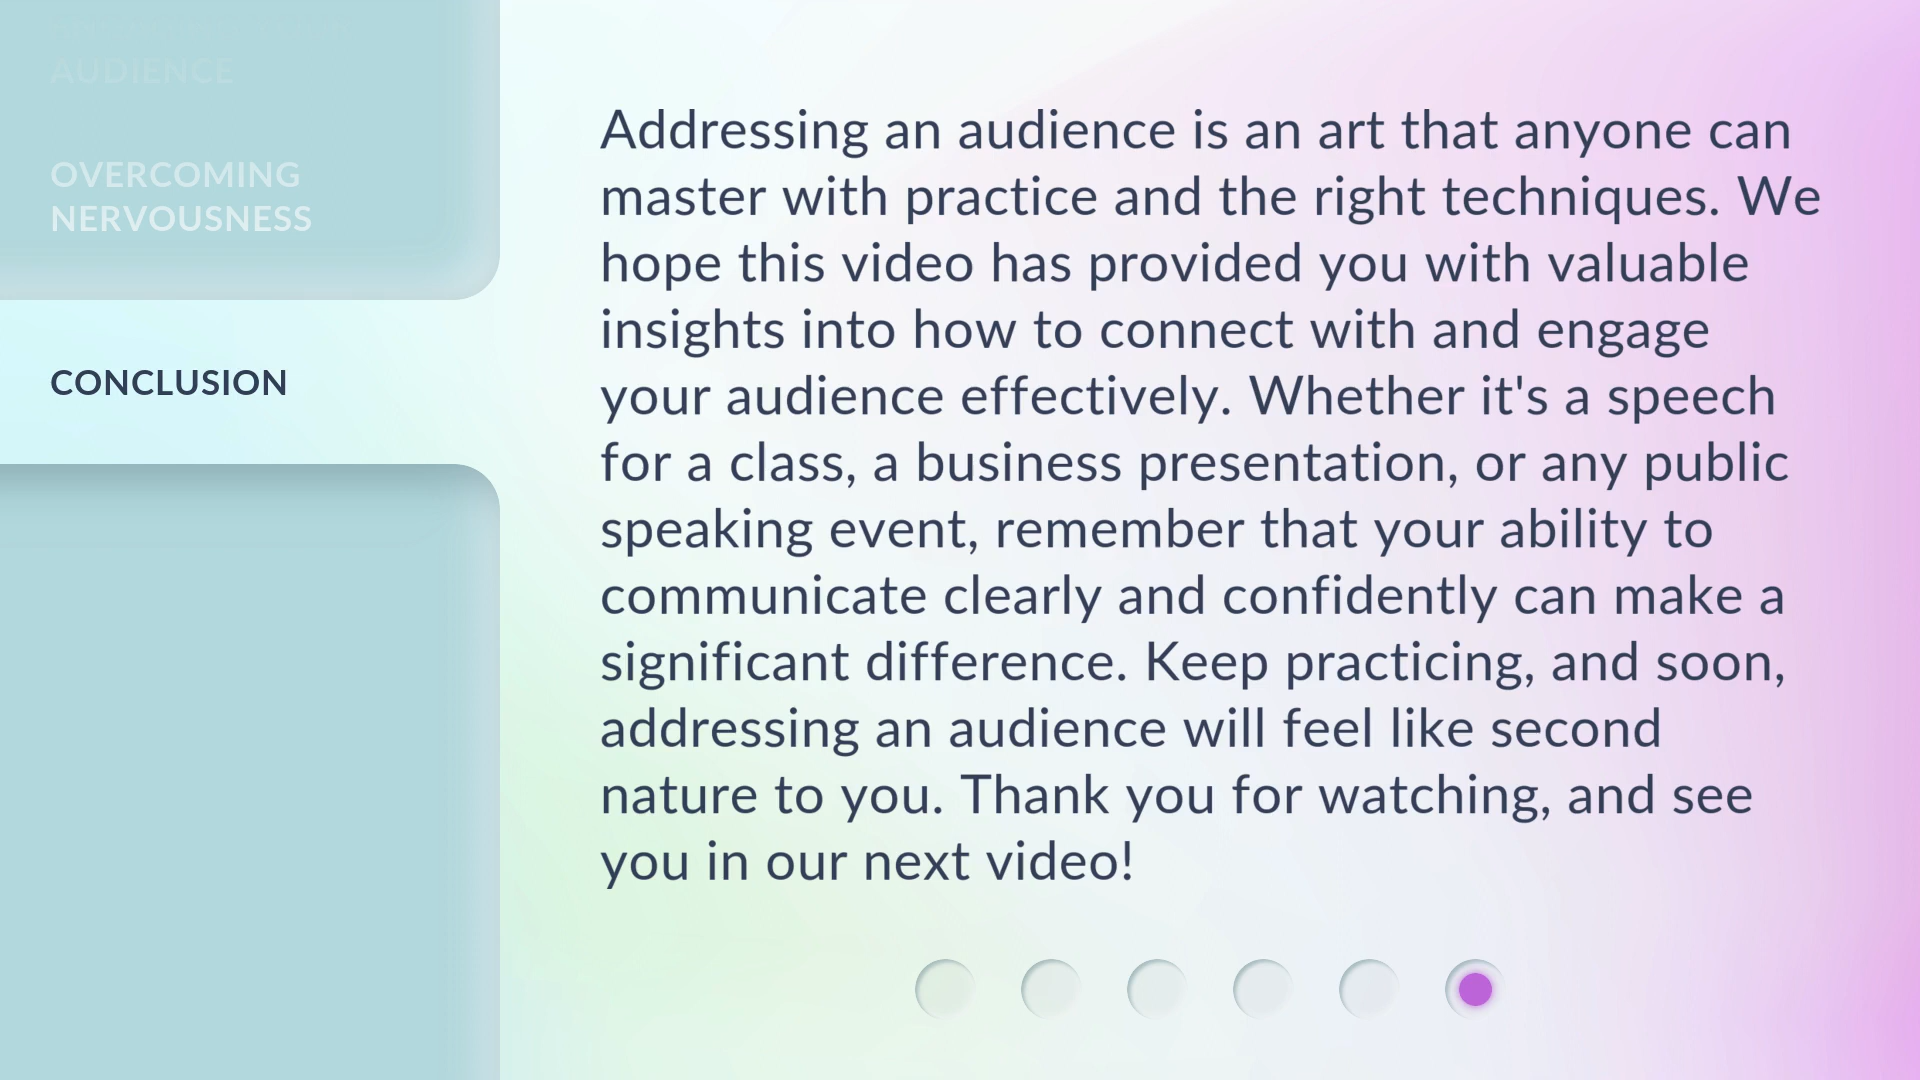 AUDIENCE
OVERCOMING
NERVOUSNESS
CONCLUSION
Addressing an audience is an art that anyone can
master with practice and the right techniques. We
hope this video has provided you with valuable
insights into how to connect with and engage
your audience effectively. Whether it's a speech
for a class, a business presentation, or any public
speaking event, remember that your ability to
communicate clearly and confidently can make a
significant difference. Keep practicing, and soon,
addressing an audience will feel like second
nature to you. Thank you for watching, and see
you in our next video!